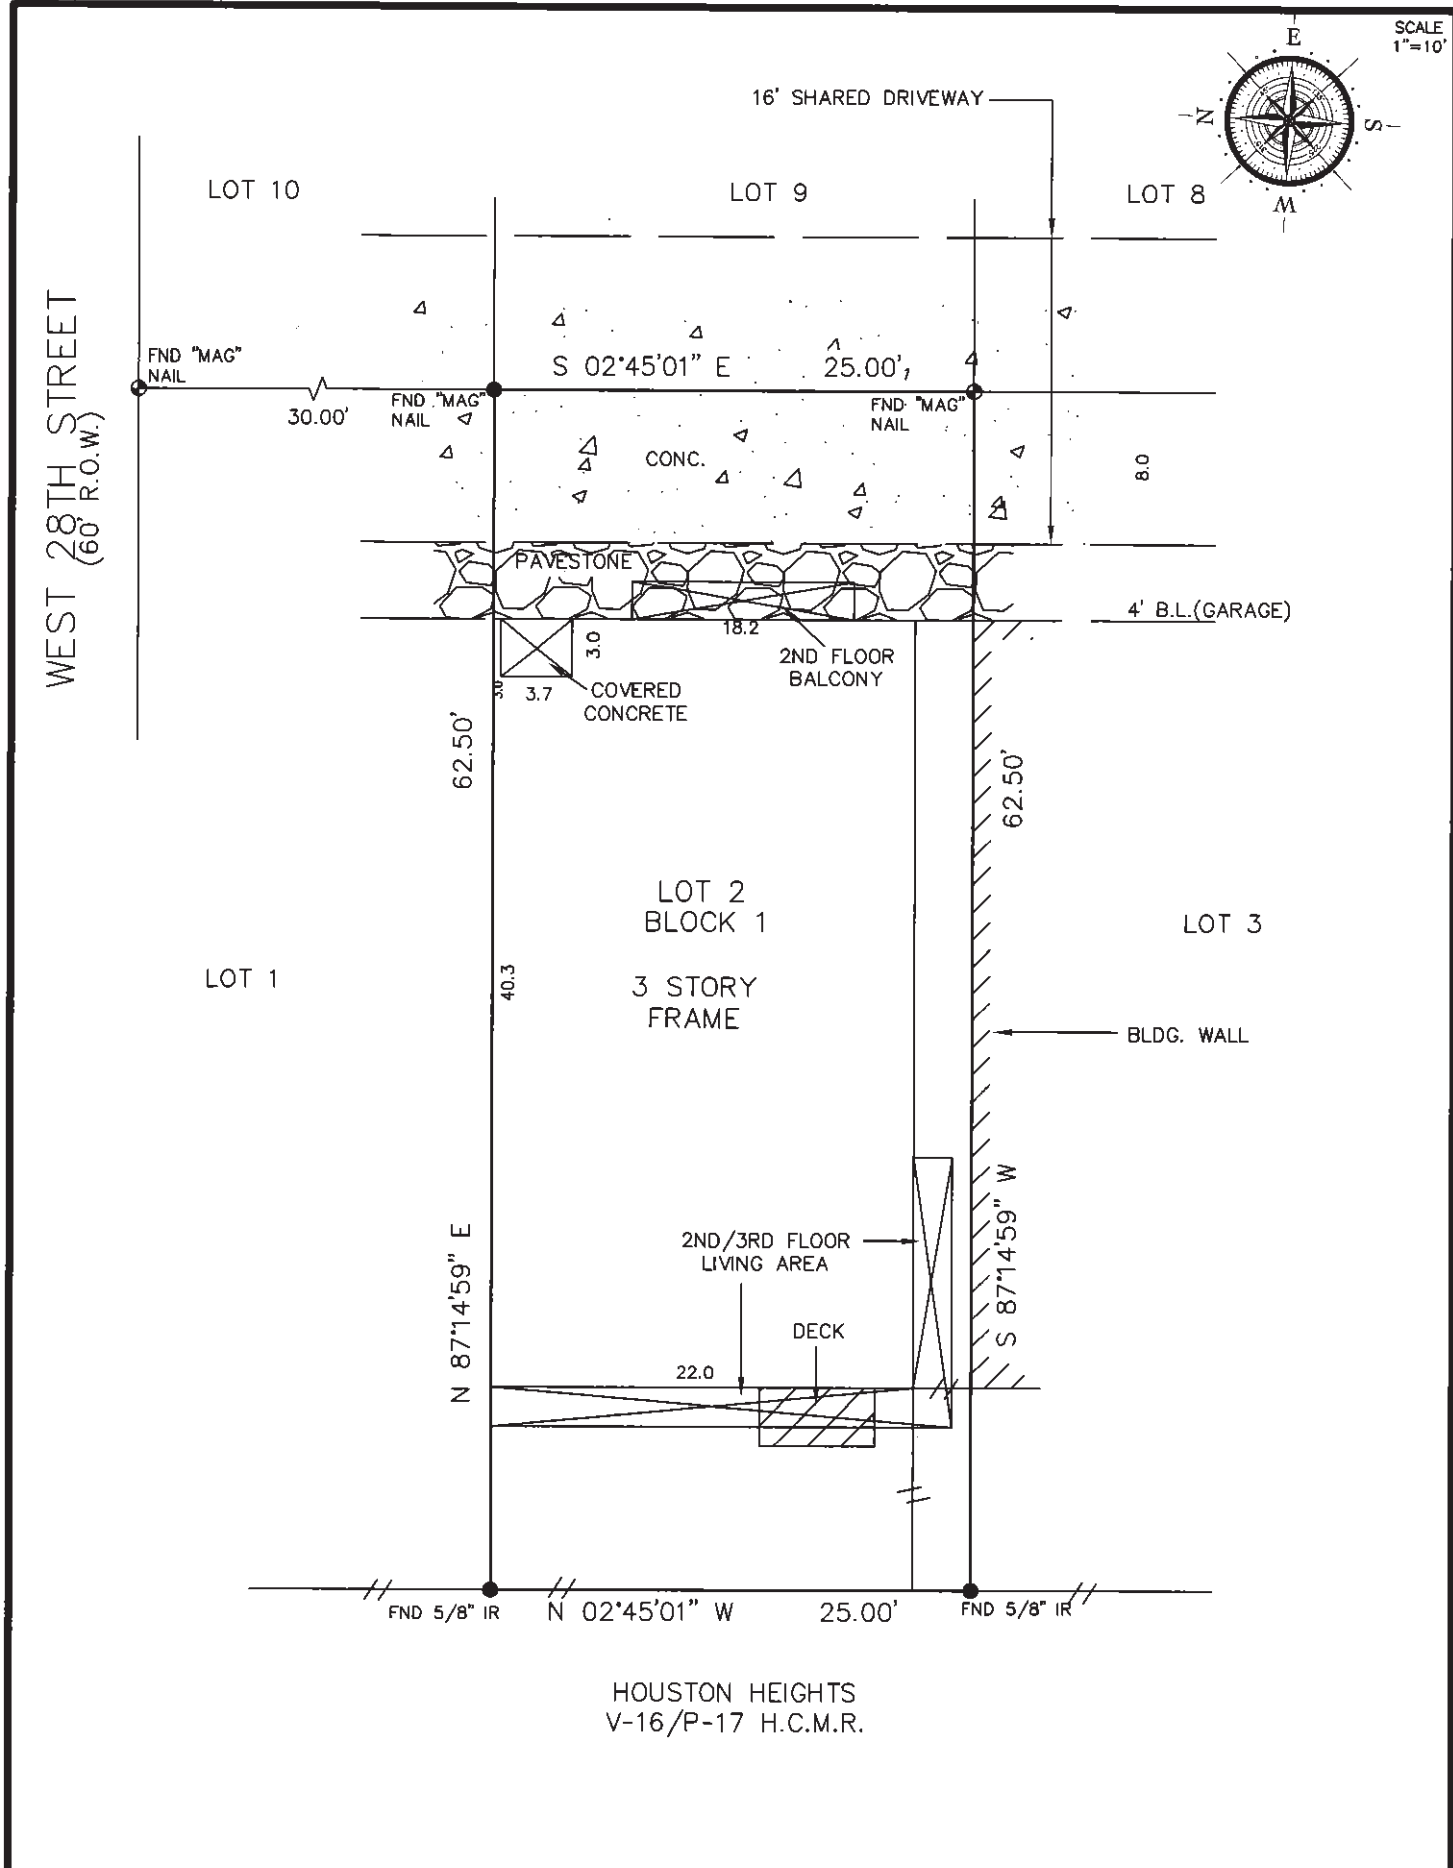 SCALE
1"=10'
E
N
S
W
16' SHARED DRIVEWAY
LOT 10
LOT 9
LOT 8
WEST 28TH STREET
(60' R.O.W.)
FND "MAG"
NAIL
30.00'
FND "MAG"
NAIL
S 02°45'01" E 25.00'
FND "MAG"
NAIL
CONC.
8.0
PAVESTONE
4' B.L.(GARAGE)
18.2
3.0
3.0
3.7
COVERED
CONCRETE
2ND FLOOR
BALCONY
62.50'
62.50'
LOT 2
BLOCK 1
LOT 3
LOT 1
40.3
3 STORY
FRAME
BLDG. WALL
N 87°14'59" E
S 87°14'59" W
2ND/3RD FLOOR
LIVING AREA
DECK
22.0
FND 5/8" IR
N 02°45'01" W 25.00'
FND 5/8" IR
HOUSTON HEIGHTS
V-16/P-17 H.C.M.R.